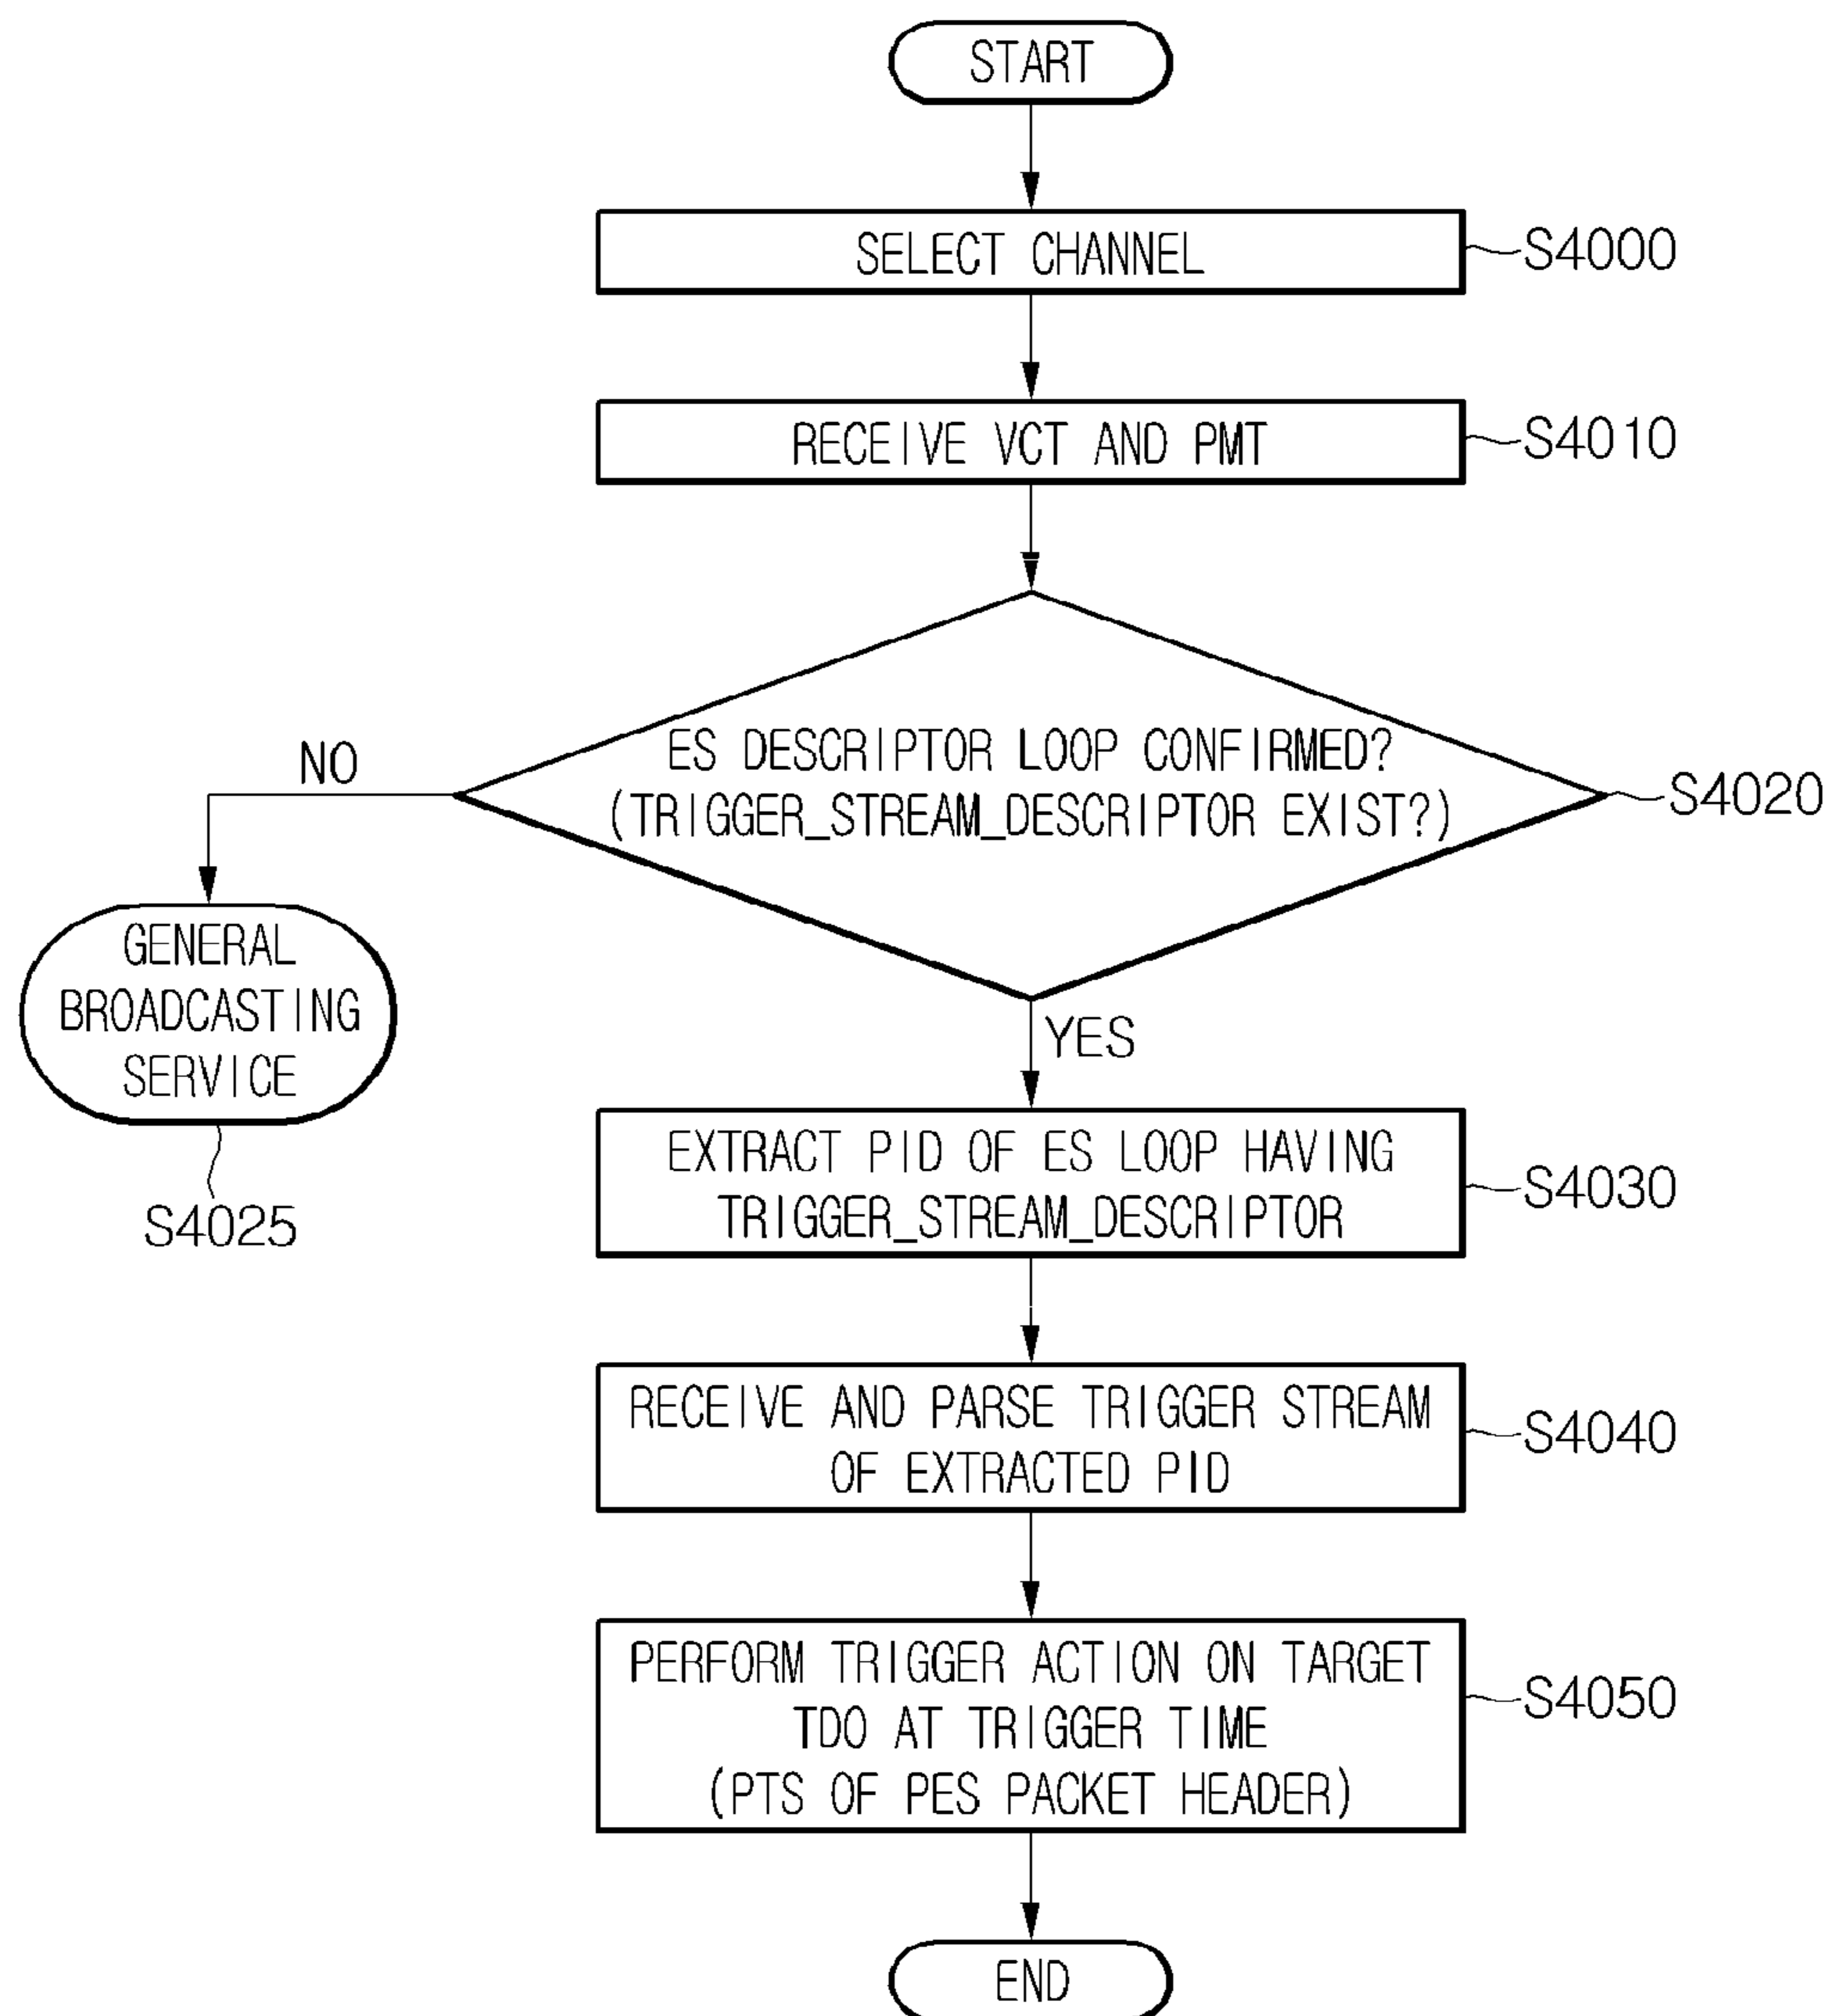 START
SELECT CHANNEL
S4000
RECEIVE VCT AND PMT
S4010
ES DESCRIPTOR LOOP CONFIRMED?
(TRIGGER_STREAM_DESCRIPTOR EXIST?)
S4020
NO
GENERAL
BROADCASTING
SERVICE
S4025
YES
EXTRACT PID OF ES LOOP HAVING
TRIGGER_STREAM_DESCRIPTOR
S4030
RECEIVE AND PARSE TRIGGER STREAM
OF EXTRACTED PID
S4040
PERFORM TRIGGER ACTION ON TARGET
TDO AT TRIGGER TIME
(PTS OF PES PACKET HEADER)
S4050
END